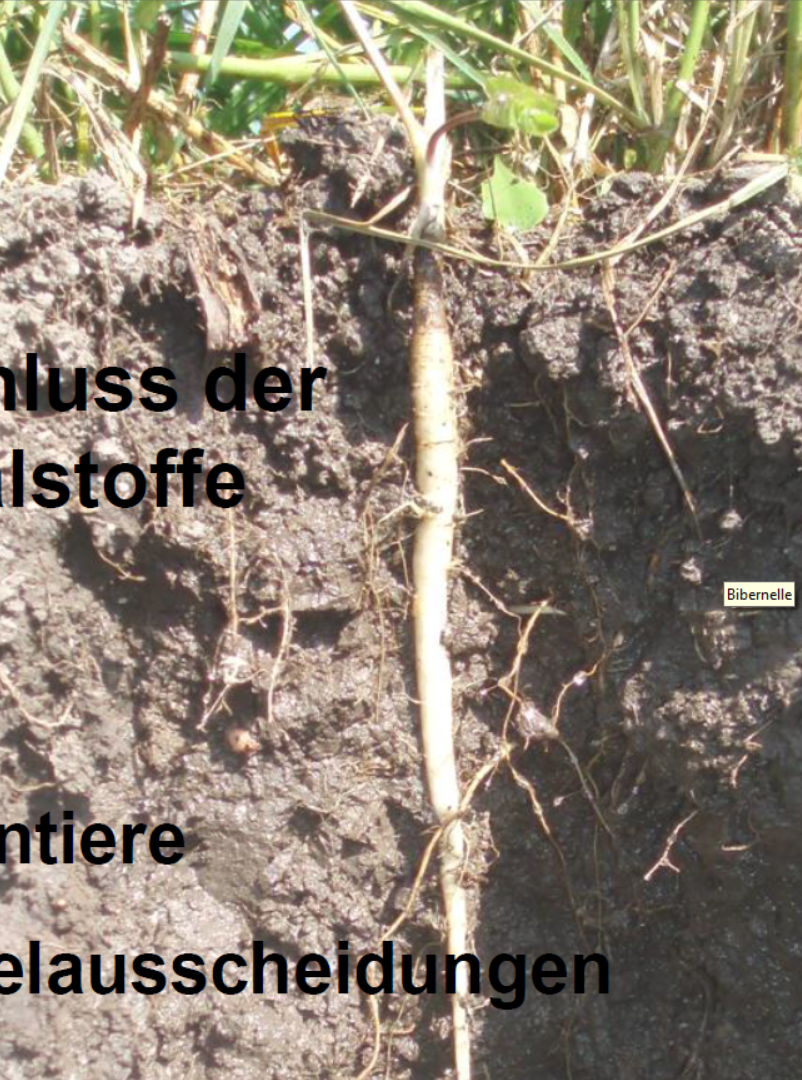 hluss der
lstoffe
Bibernelle
ntiere
elausscheidungen